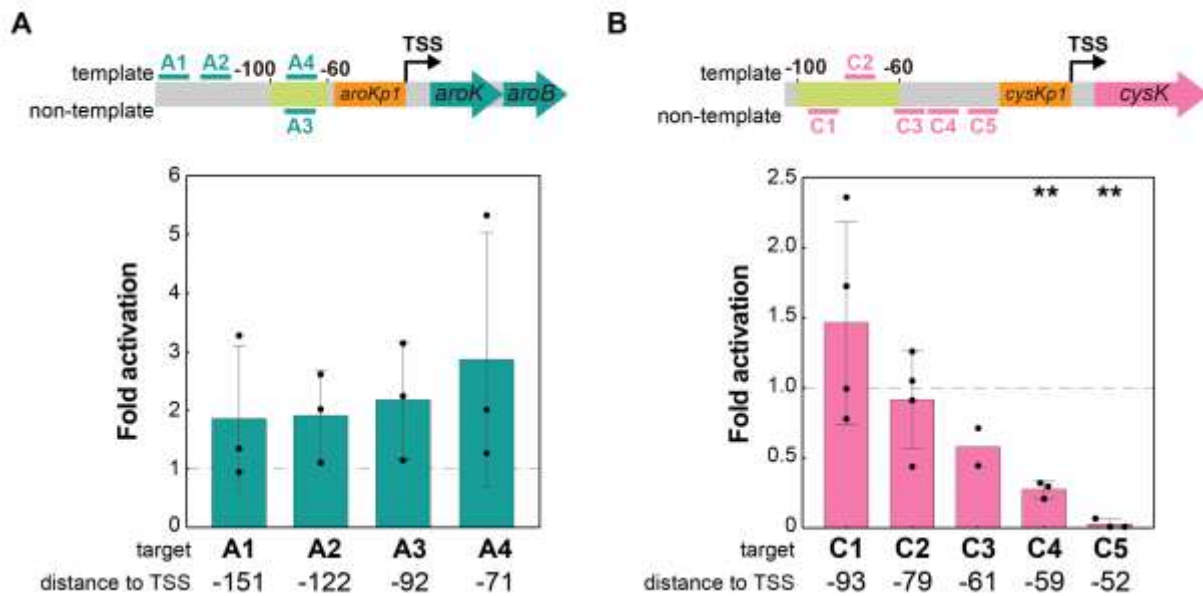 A
TSS
A1 A2 -100 A4 -60
template
aroKp1 aroK aroB
non-template
A3
6
5
4
3
2
1
0
Fold activation
target A1 A2 A3 A4
distance to TSS -151 -122 -92 -71
B
TSS
-100 C2 -60
template
cysKp1 cysK
non-template
C1 C3 C4 C5
2.5
** **
2.0
1.5
1.0
0.5
0
Fold activation
target C1 C2 C3 C4 C5
distance to TSS -93 -79 -61 -59 -52